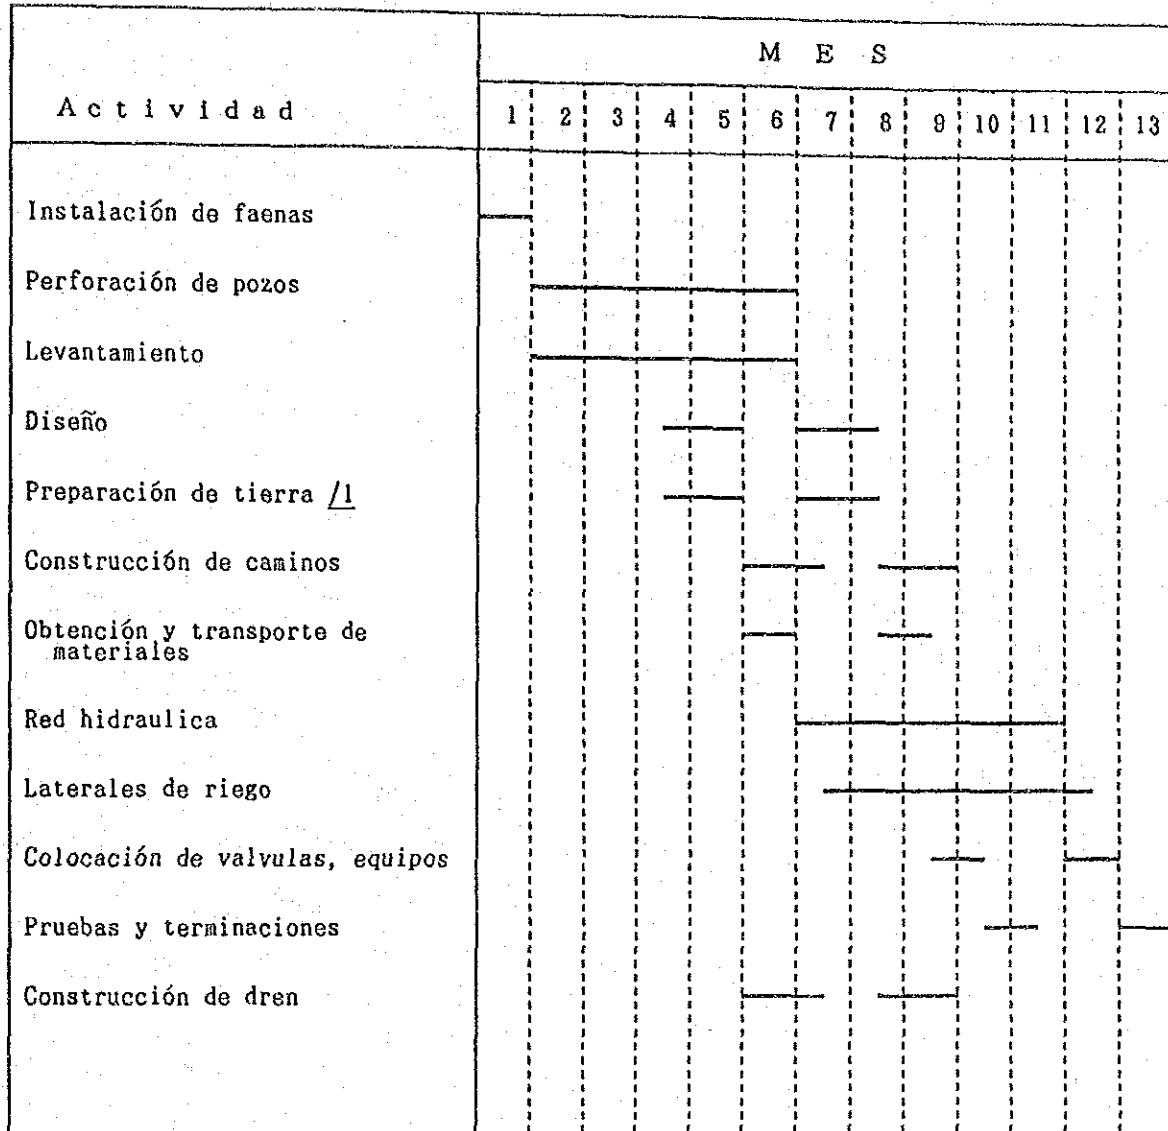 M E S
Actividad
1 2 3 4 5 6 7 8 9 10 11 12 13
Instalación de faenas
Perforación de pozos
Levantamiento
Diseño
Preparación de tierra /1
Construcción de caminos
Obtención y transporte de
materiales
Red hidraulica
Laterales de riego
Colocación de valvulas, equipos
Pruebas y terminaciones
Construcción de dren